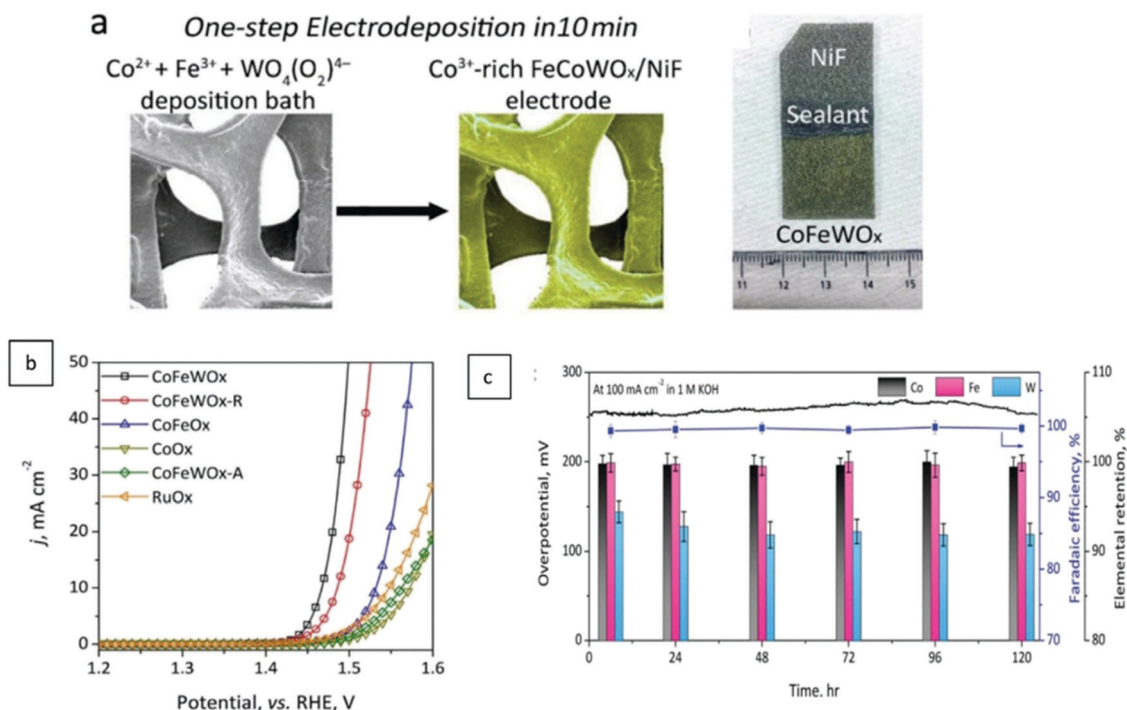 a
One-step Electrodeposition in10 min
Co²⁺ + Fe³⁺ + WO₄(O₂)⁴⁻
deposition bath
Co³⁺-rich FeCoWOₓ/NiF
electrode
NiF
Sealant
CoFeWOₓ
11 12 13 14 15
b
50
40
30
20
10
0
j, mA cm⁻²
CoFeWOx
CoFeWOx-R
CoFeOx
CoOx
CoFeWOx-A
RuOx
1.2 1.3 1.4 1.5 1.6
Potential, vs. RHE, V
c
At 100 mA cm⁻² in 1 M KOH
Co Fe W
300
200
100
0
Overpotential, mV
100
90
80
70
Faradaic efficiency, %
110
100
90
80
Elemental retention, %
0 24 48 72 96 120
Time. hr